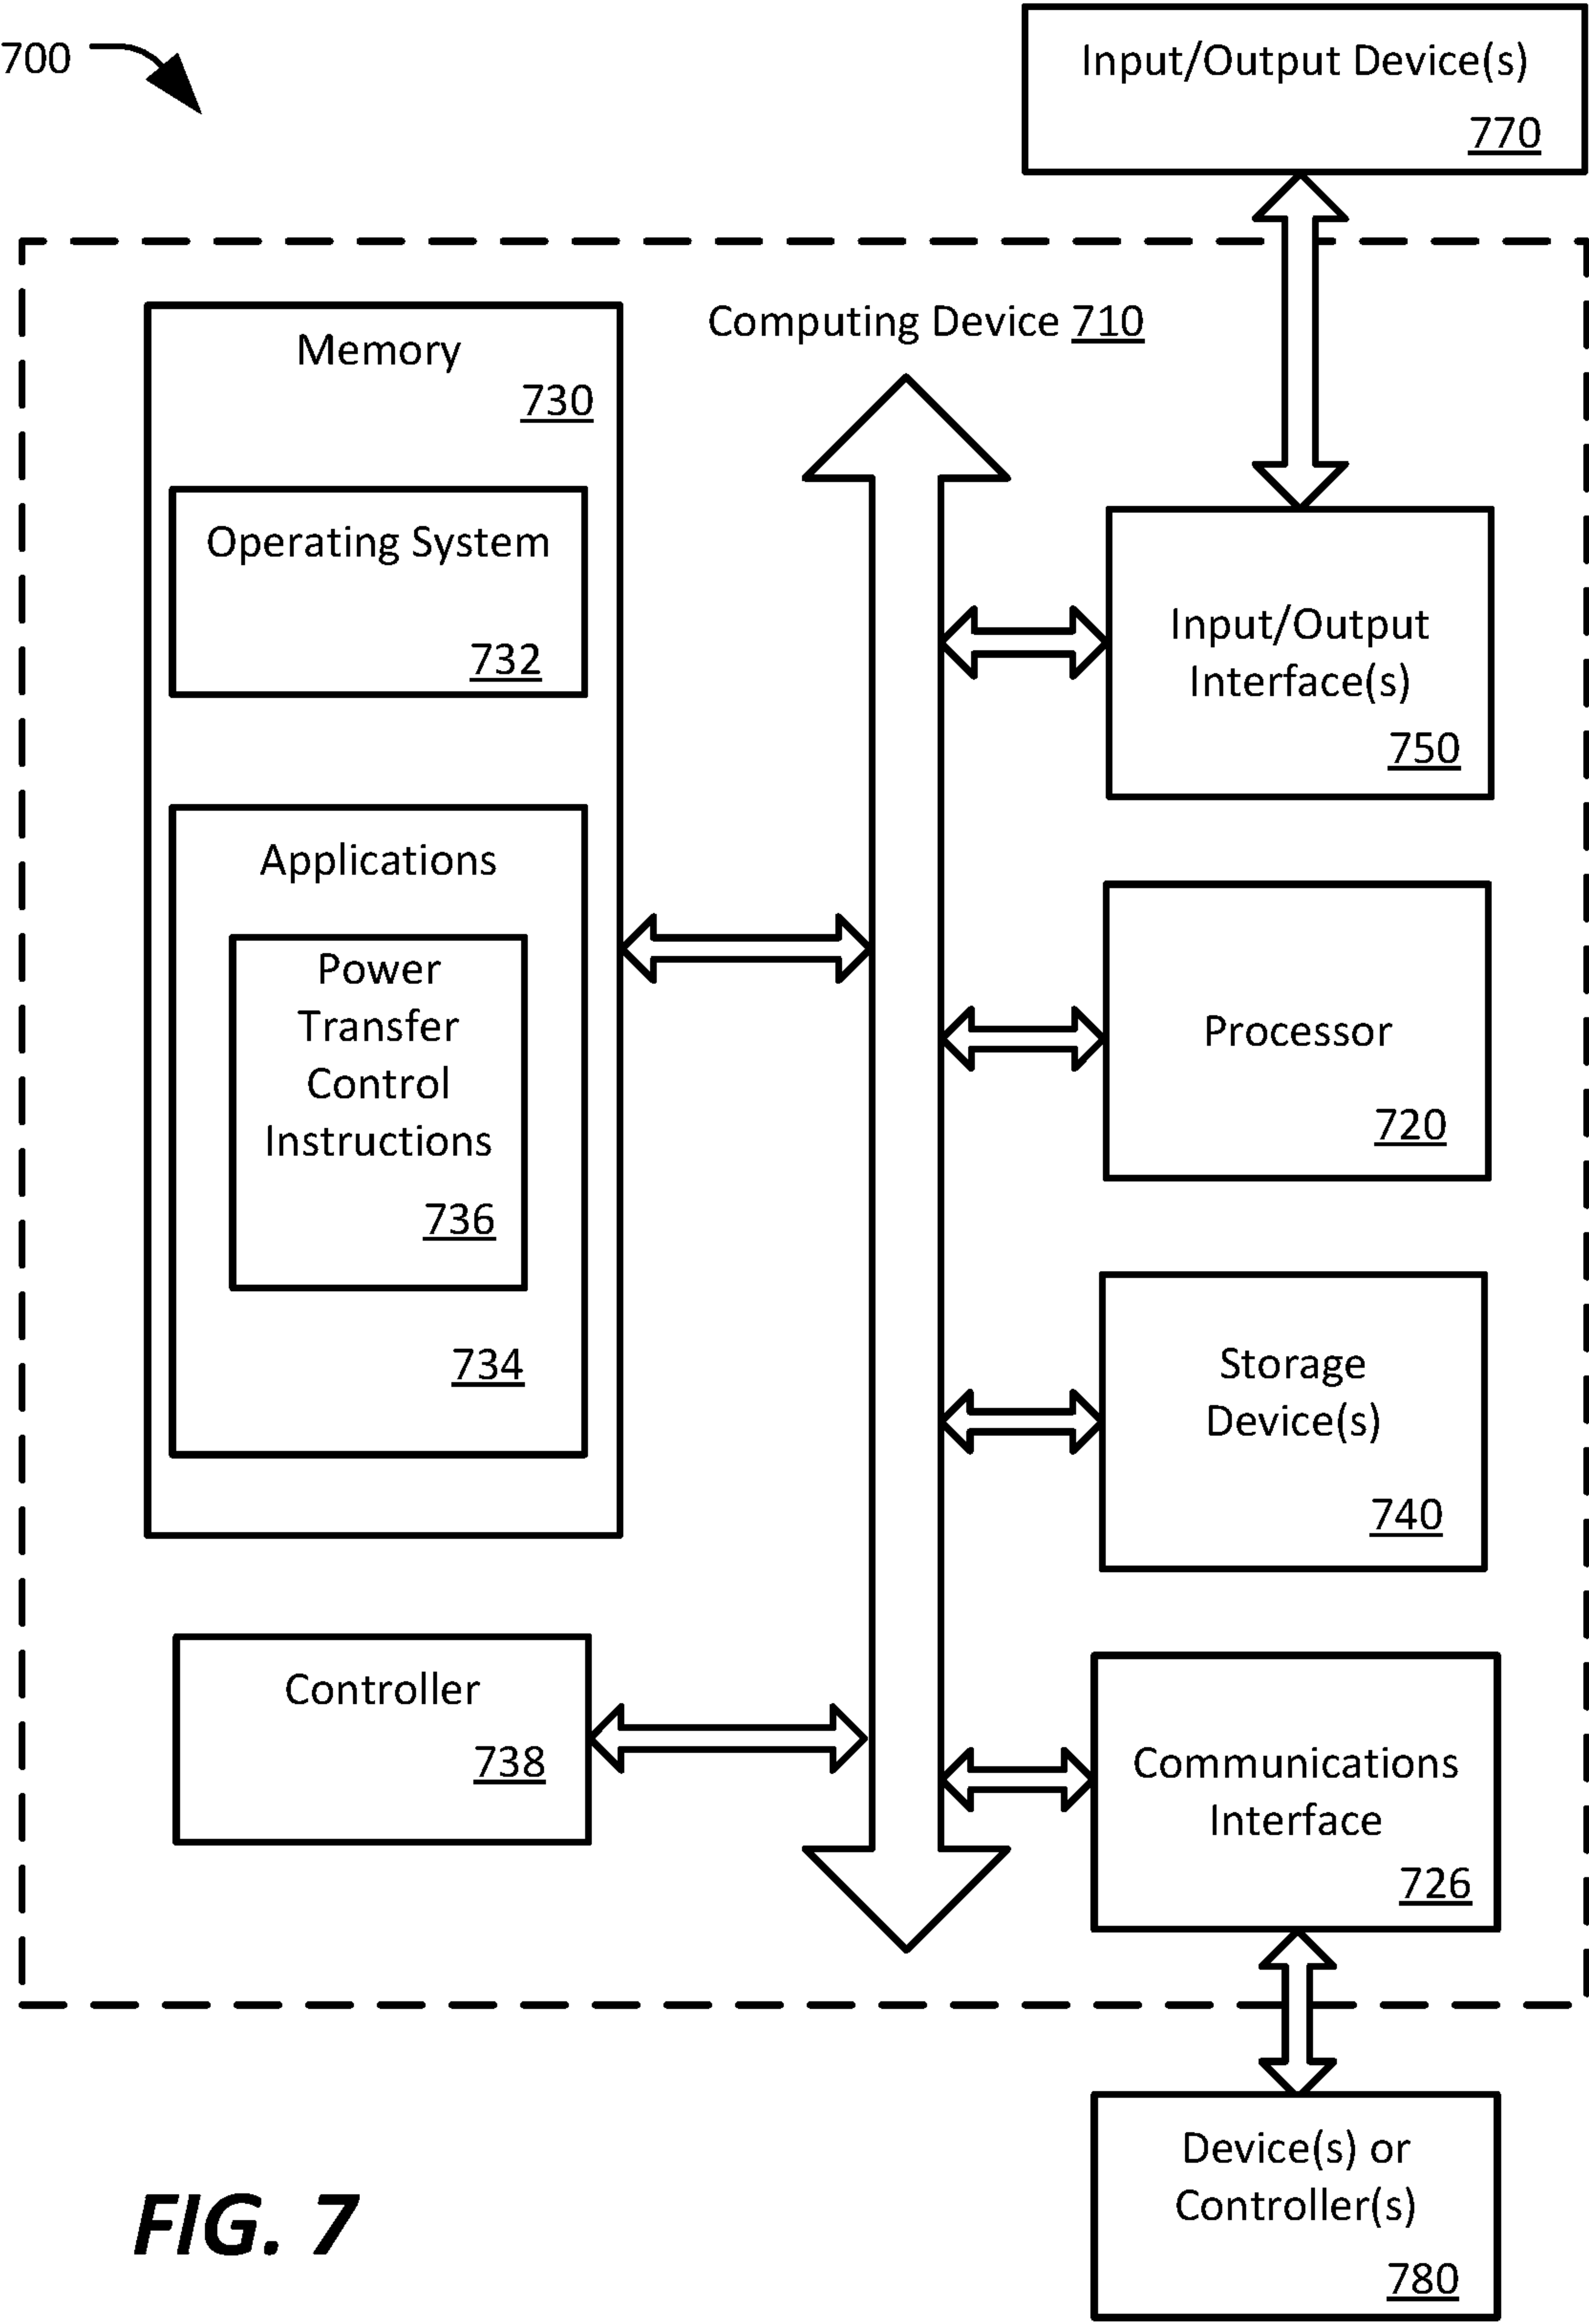 700
Input/Output Device(s)
770
Computing Device 710
Memory
730
Operating System
732
Applications
Power
Transfer
Control
Instructions
736
734
Controller
738
Input/Output
Interface(s)
750
Processor
720
Storage
Device(s)
740
Communications
Interface
726
Device(s) or
Controller(s)
780
FIG. 7